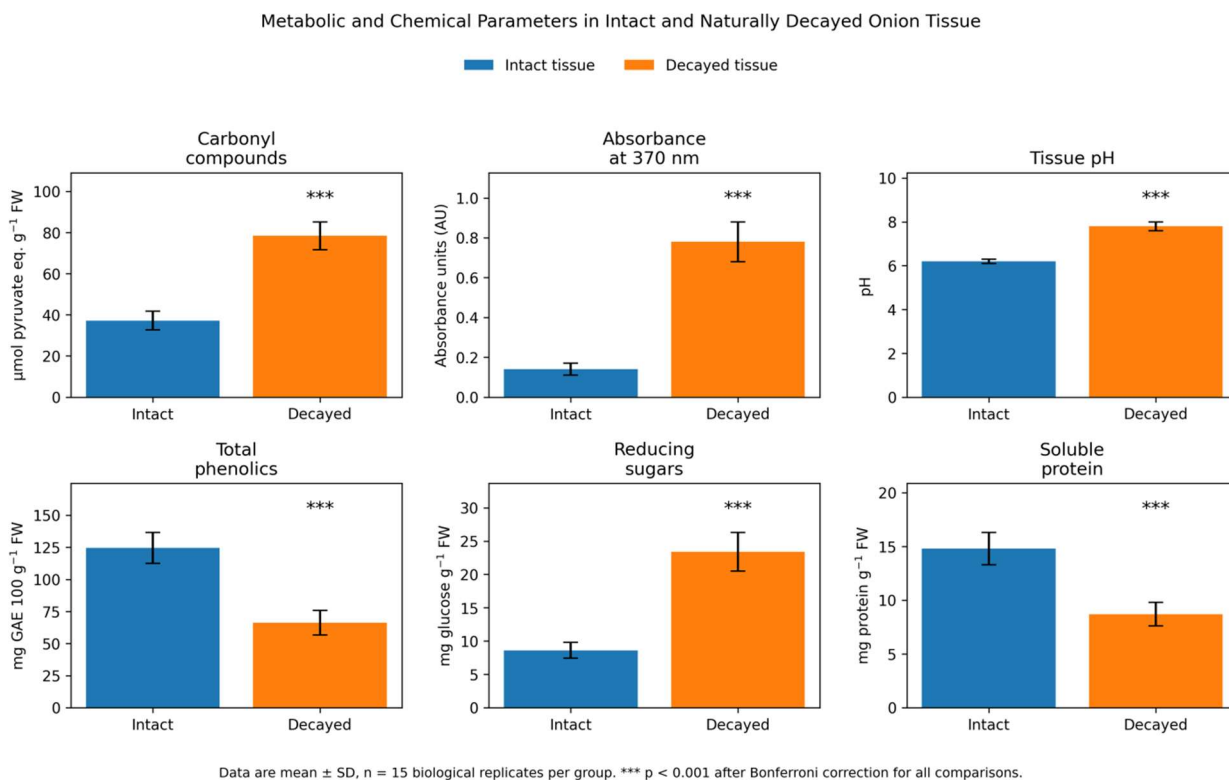 Metabolic and Chemical Parameters in Intact and Naturally Decayed Onion Tissue
Intact tissue
Decayed tissue
Carbonyl
compounds
μmol pyruvate eq. g⁻¹ FW
100
80
60
40
20
0
***
Intact
Decayed
Absorbance
at 370 nm
Absorbance units (AU)
1.0
0.8
0.6
0.4
0.2
0.0
***
Intact
Decayed
Tissue pH
pH
10
8
6
4
2
0
***
Intact
Decayed
Total
phenolics
mg GAE 100 g⁻¹ FW
150
125
100
75
50
25
0
***
Intact
Decayed
Reducing
sugars
mg glucose g⁻¹ FW
30
25
20
15
10
5
0
***
Intact
Decayed
Soluble
protein
mg protein g⁻¹ FW
20
15
10
5
0
***
Intact
Decayed
Data are mean ± SD, n = 15 biological replicates per group. *** p < 0.001 after Bonferroni correction for all comparisons.